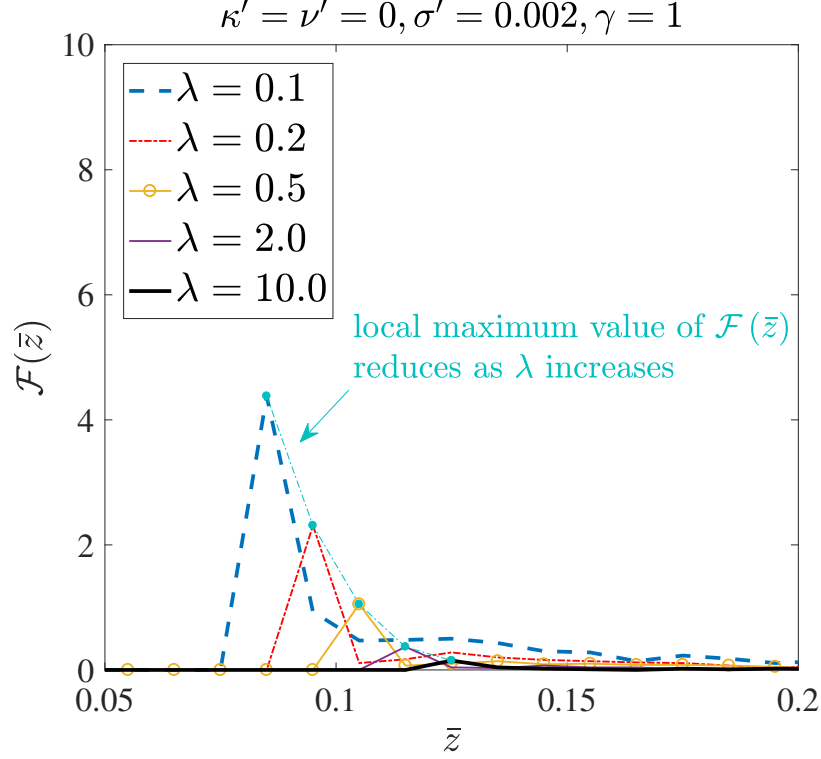 κ′ = ν′ = 0, σ′ = 0.002, γ = 1
10
8
6
4
2
0
λ = 0.1
λ = 0.2
λ = 0.5
λ = 2.0
λ = 10.0
local maximum value of ℱ (z̄)
reduces as λ increases
ℱ(z̄)
0.05 0.1 0.15 0.2
z̄